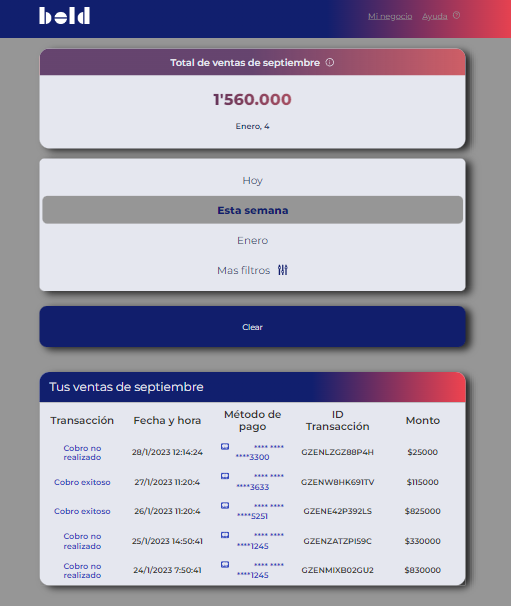 bold
Mi negocio Ayuda
Total de ventas de septiembre
1'560.000
Enero, 4
Hoy
Esta semana
Enero
Mas filtros
Clear
Tus ventas de septiembre
Transacción Fecha y hora Método de pago ID Transacción Monto
Cobro no realizado 28/1/2023 12:14:24 **** **** ****3300 GZENLZGZ88P4H $25000
Cobro exitoso 27/1/2023 11:20:4 **** **** ****3633 GZENW8HK691TV $115000
Cobro exitoso 26/1/2023 11:20:4 **** **** ****5251 GZENE42P392LS $825000
Cobro no realizado 25/1/2023 14:50:41 **** **** ****1245 GZENZATZPI59C $330000
Cobro no realizado 24/1/2023 7:50:41 **** **** ****1245 GZENMIXB02GU2 $830000